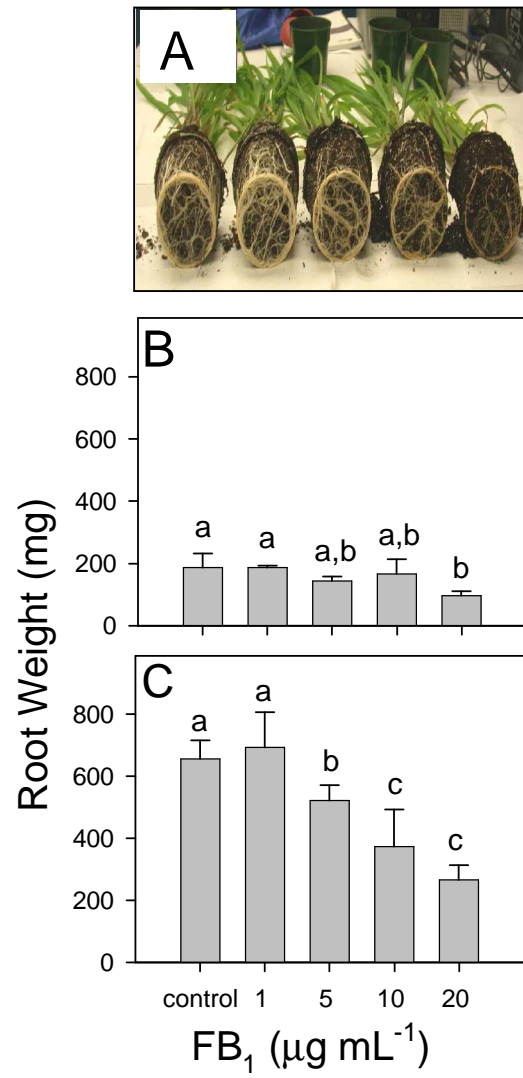 A
B
Root Weight (mg)
800
600
400
200
0
a
a
a,b
a,b
b
C
800
600
400
200
0
a
a
b
c
c
control
1
5
10
20
FB₁ (μg mL⁻¹)